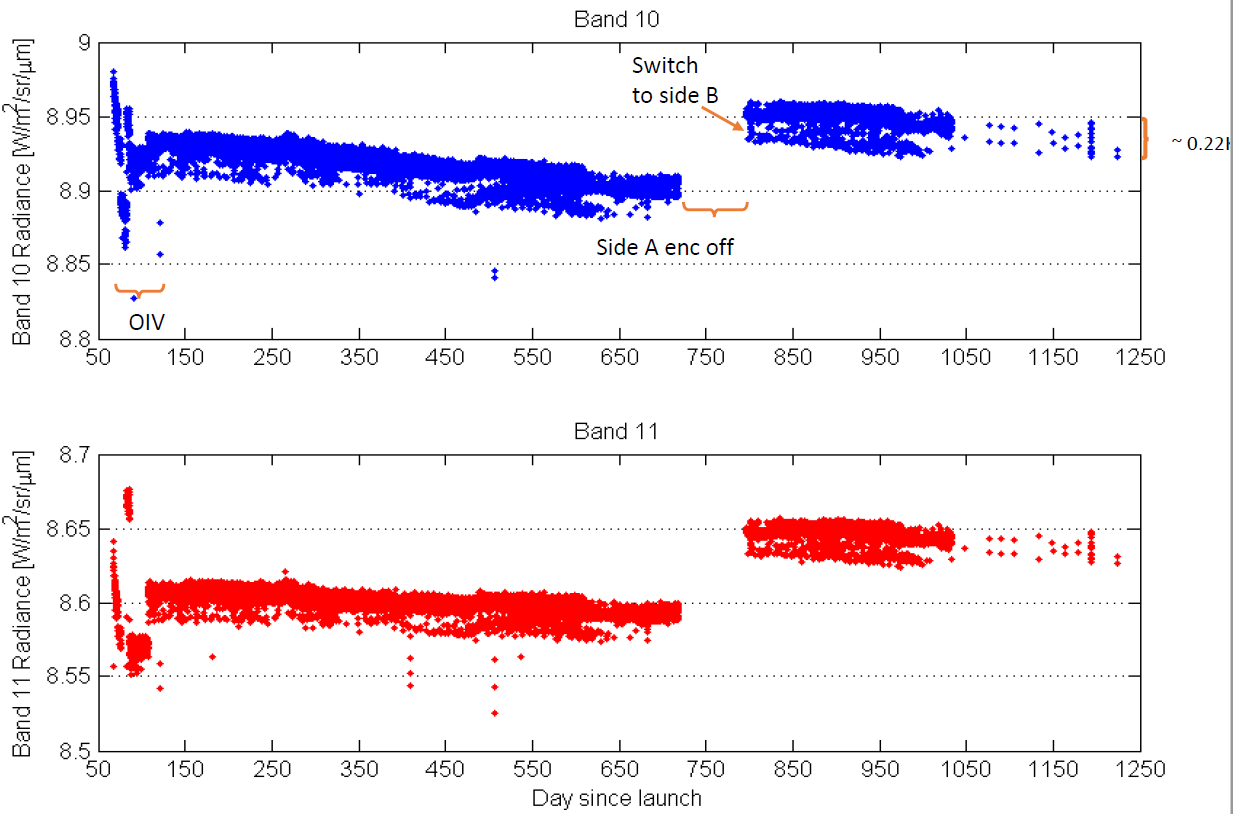 Band 10
Band 10 Radiance [W/m2/sr/μm]
9
8.95
8.9
8.85
8.8
Switch
to side B
Side A enc off
OIV
~ 0.22
50 150 250 350 450 550 650 750 850 950 1050 1150 1250
Band 11
Band 11 Radiance [W/m2/sr/μm]
8.7
8.65
8.6
8.55
8.5
50 150 250 350 450 550 650 750 850 950 1050 1150 1250
Day since launch